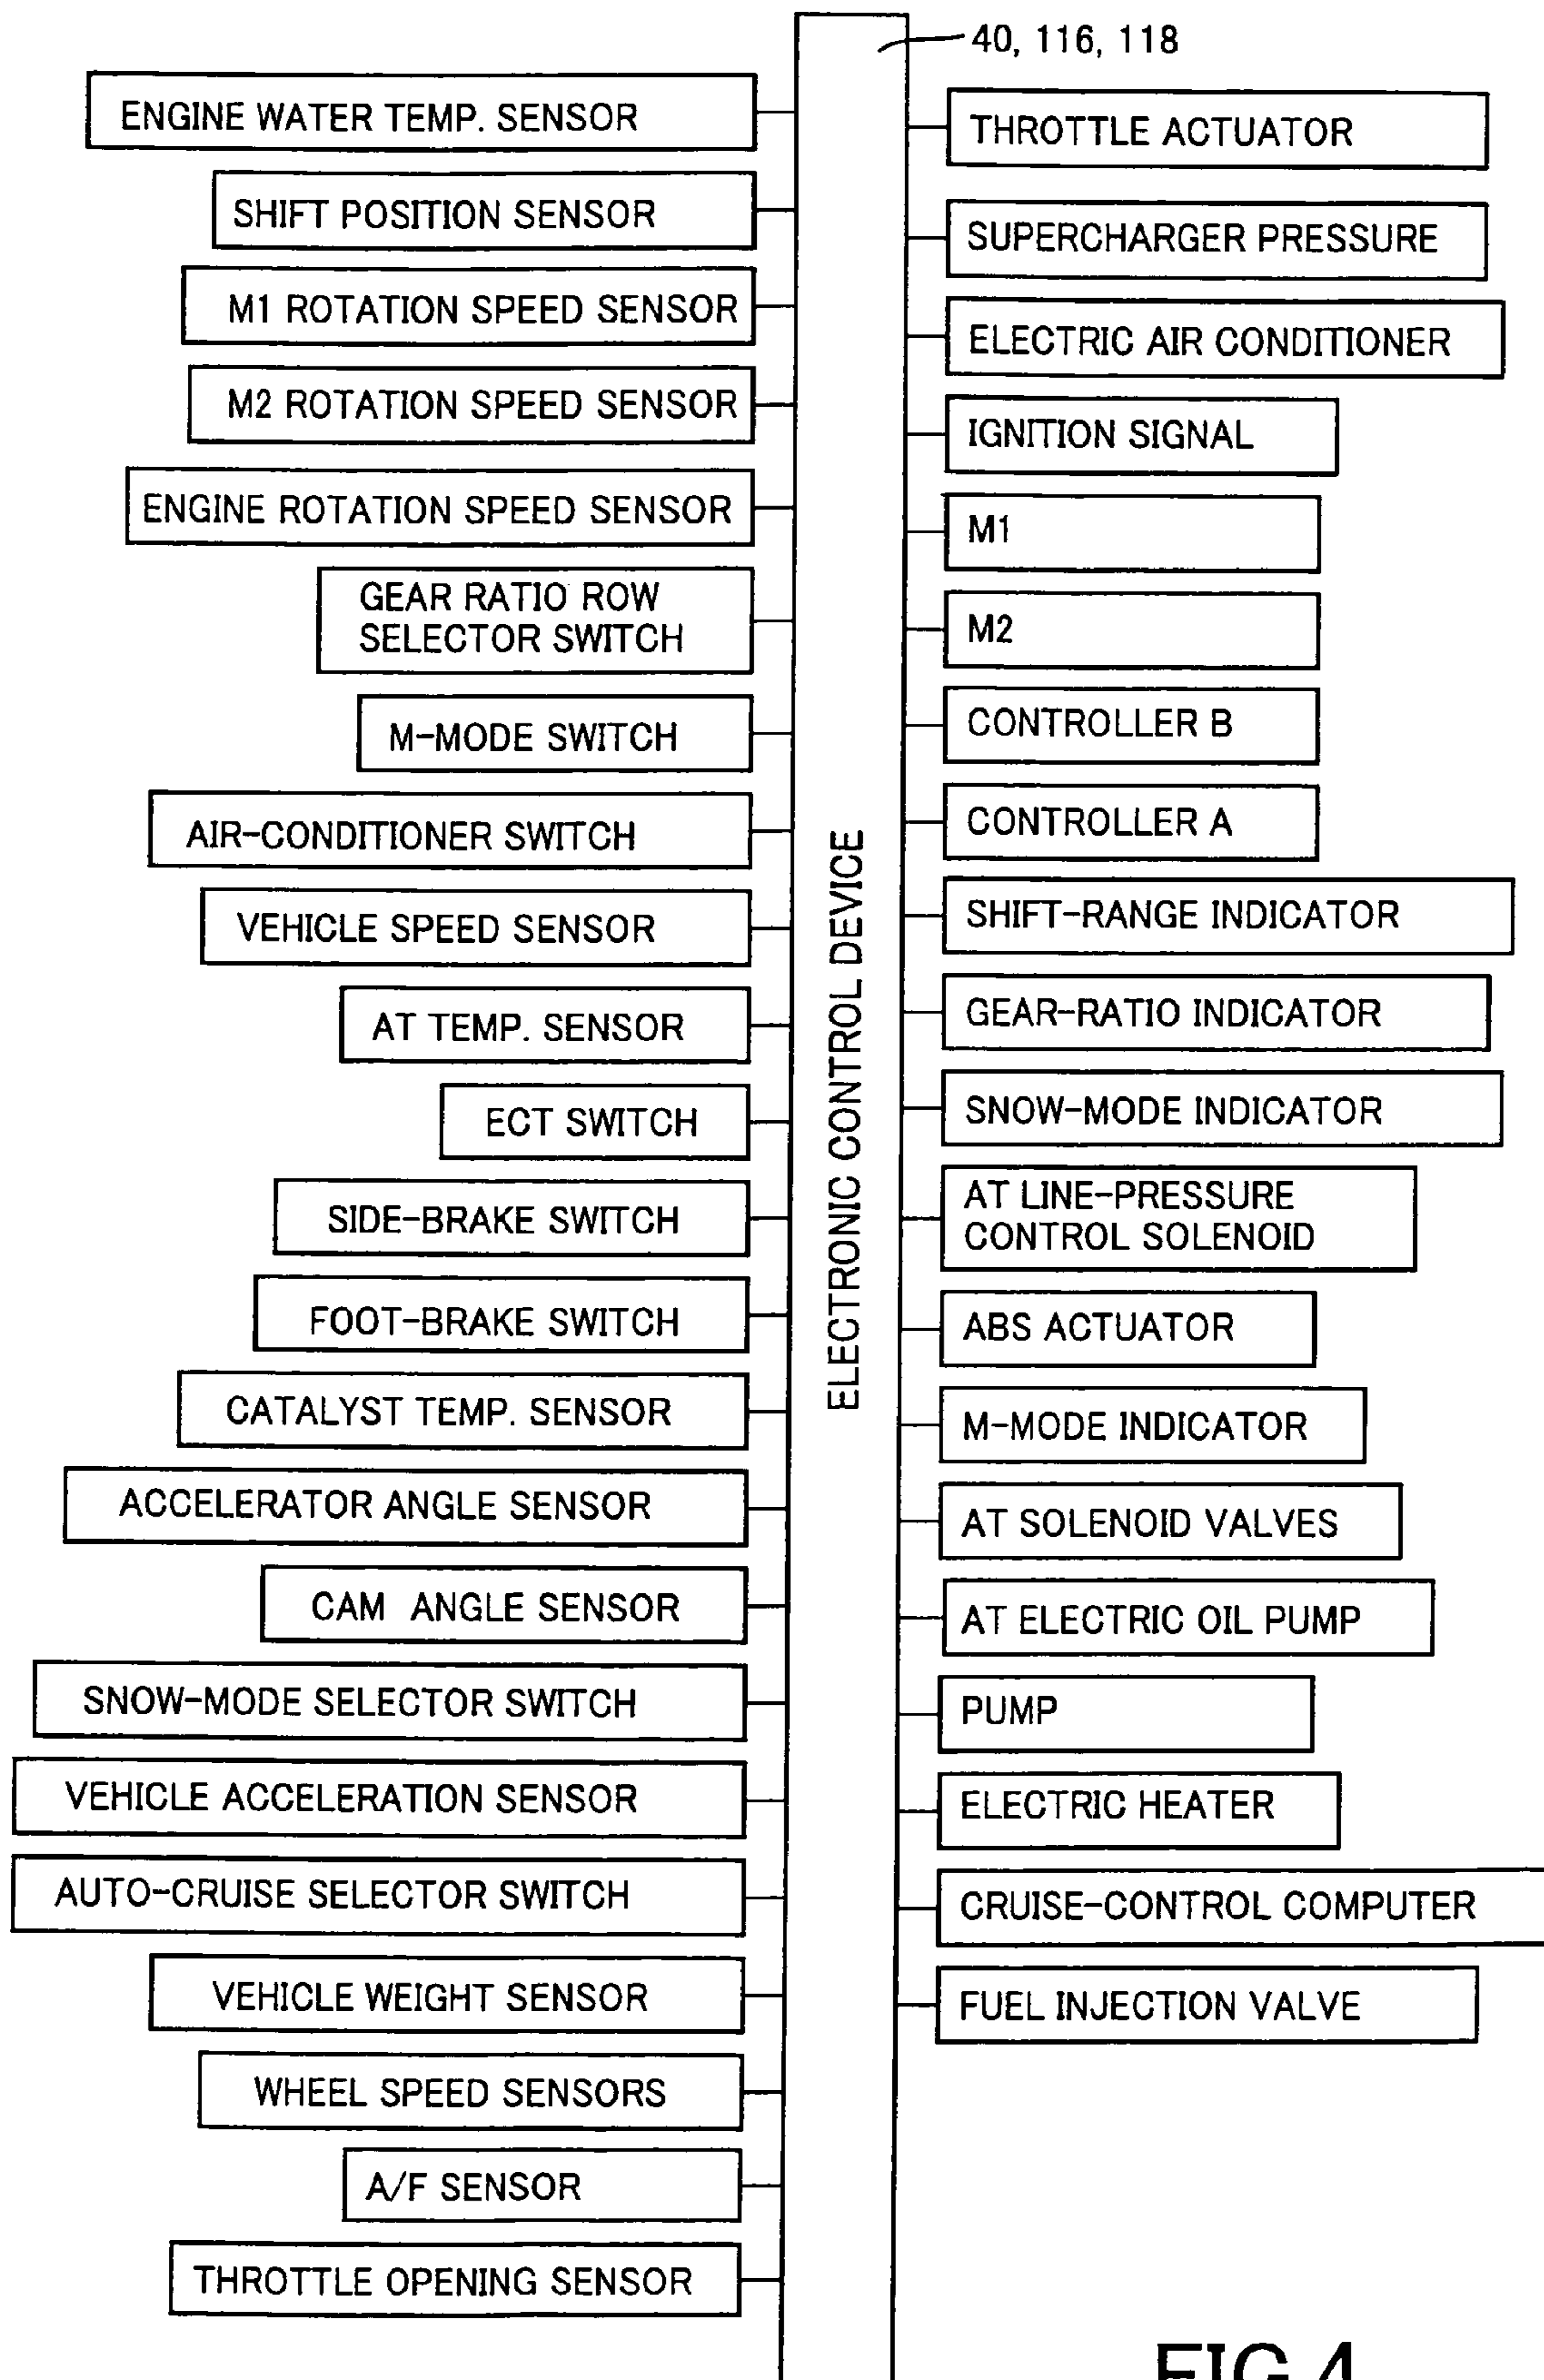 40, 116, 118
ENGINE WATER TEMP. SENSOR
SHIFT POSITION SENSOR
M1 ROTATION SPEED SENSOR
M2 ROTATION SPEED SENSOR
ENGINE ROTATION SPEED SENSOR
GEAR RATIO ROW
SELECTOR SWITCH
M-MODE SWITCH
AIR-CONDITIONER SWITCH
VEHICLE SPEED SENSOR
AT TEMP. SENSOR
ECT SWITCH
SIDE-BRAKE SWITCH
FOOT-BRAKE SWITCH
CATALYST TEMP. SENSOR
ACCELERATOR ANGLE SENSOR
CAM ANGLE SENSOR
SNOW-MODE SELECTOR SWITCH
VEHICLE ACCELERATION SENSOR
AUTO-CRUISE SELECTOR SWITCH
VEHICLE WEIGHT SENSOR
WHEEL SPEED SENSORS
A/F SENSOR
THROTTLE OPENING SENSOR
ELECTRONIC CONTROL DEVICE
THROTTLE ACTUATOR
SUPERCHARGER PRESSURE
ELECTRIC AIR CONDITIONER
IGNITION SIGNAL
M1
M2
CONTROLLER B
CONTROLLER A
SHIFT-RANGE INDICATOR
GEAR-RATIO INDICATOR
SNOW-MODE INDICATOR
AT LINE-PRESSURE
CONTROL SOLENOID
ABS ACTUATOR
M-MODE INDICATOR
AT SOLENOID VALVES
AT ELECTRIC OIL PUMP
PUMP
ELECTRIC HEATER
CRUISE-CONTROL COMPUTER
FUEL INJECTION VALVE
FIG.4